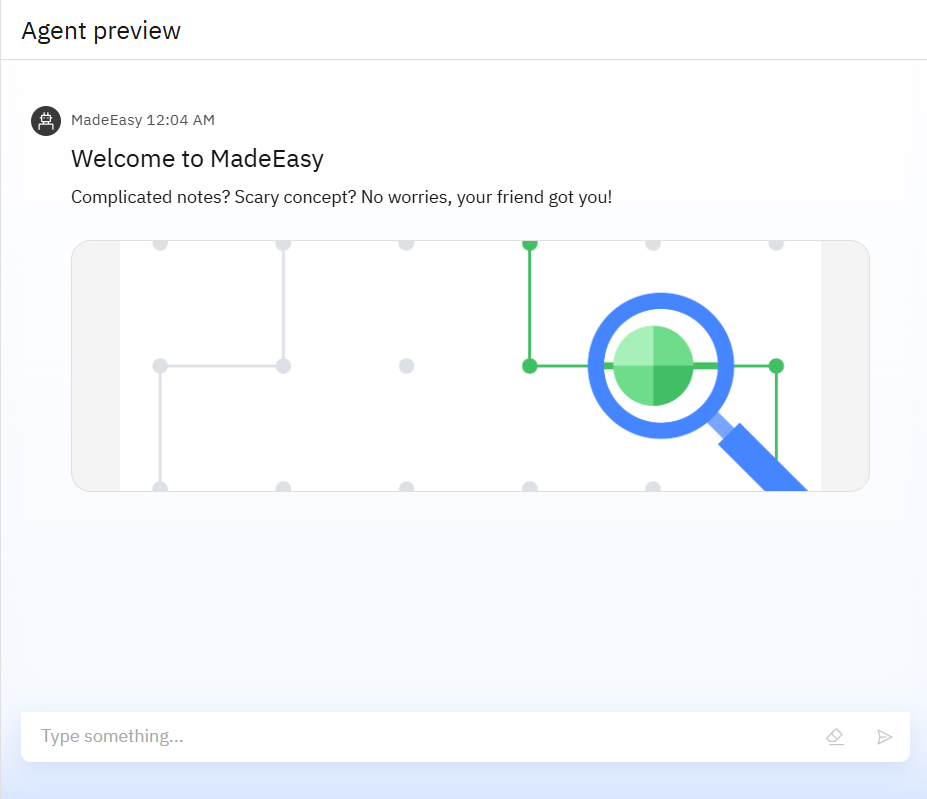 Agent preview
MadeEasy 12:04 AM
Welcome to MadeEasy
Complicated notes? Scary concept? No worries, your friend got you!
Type something...